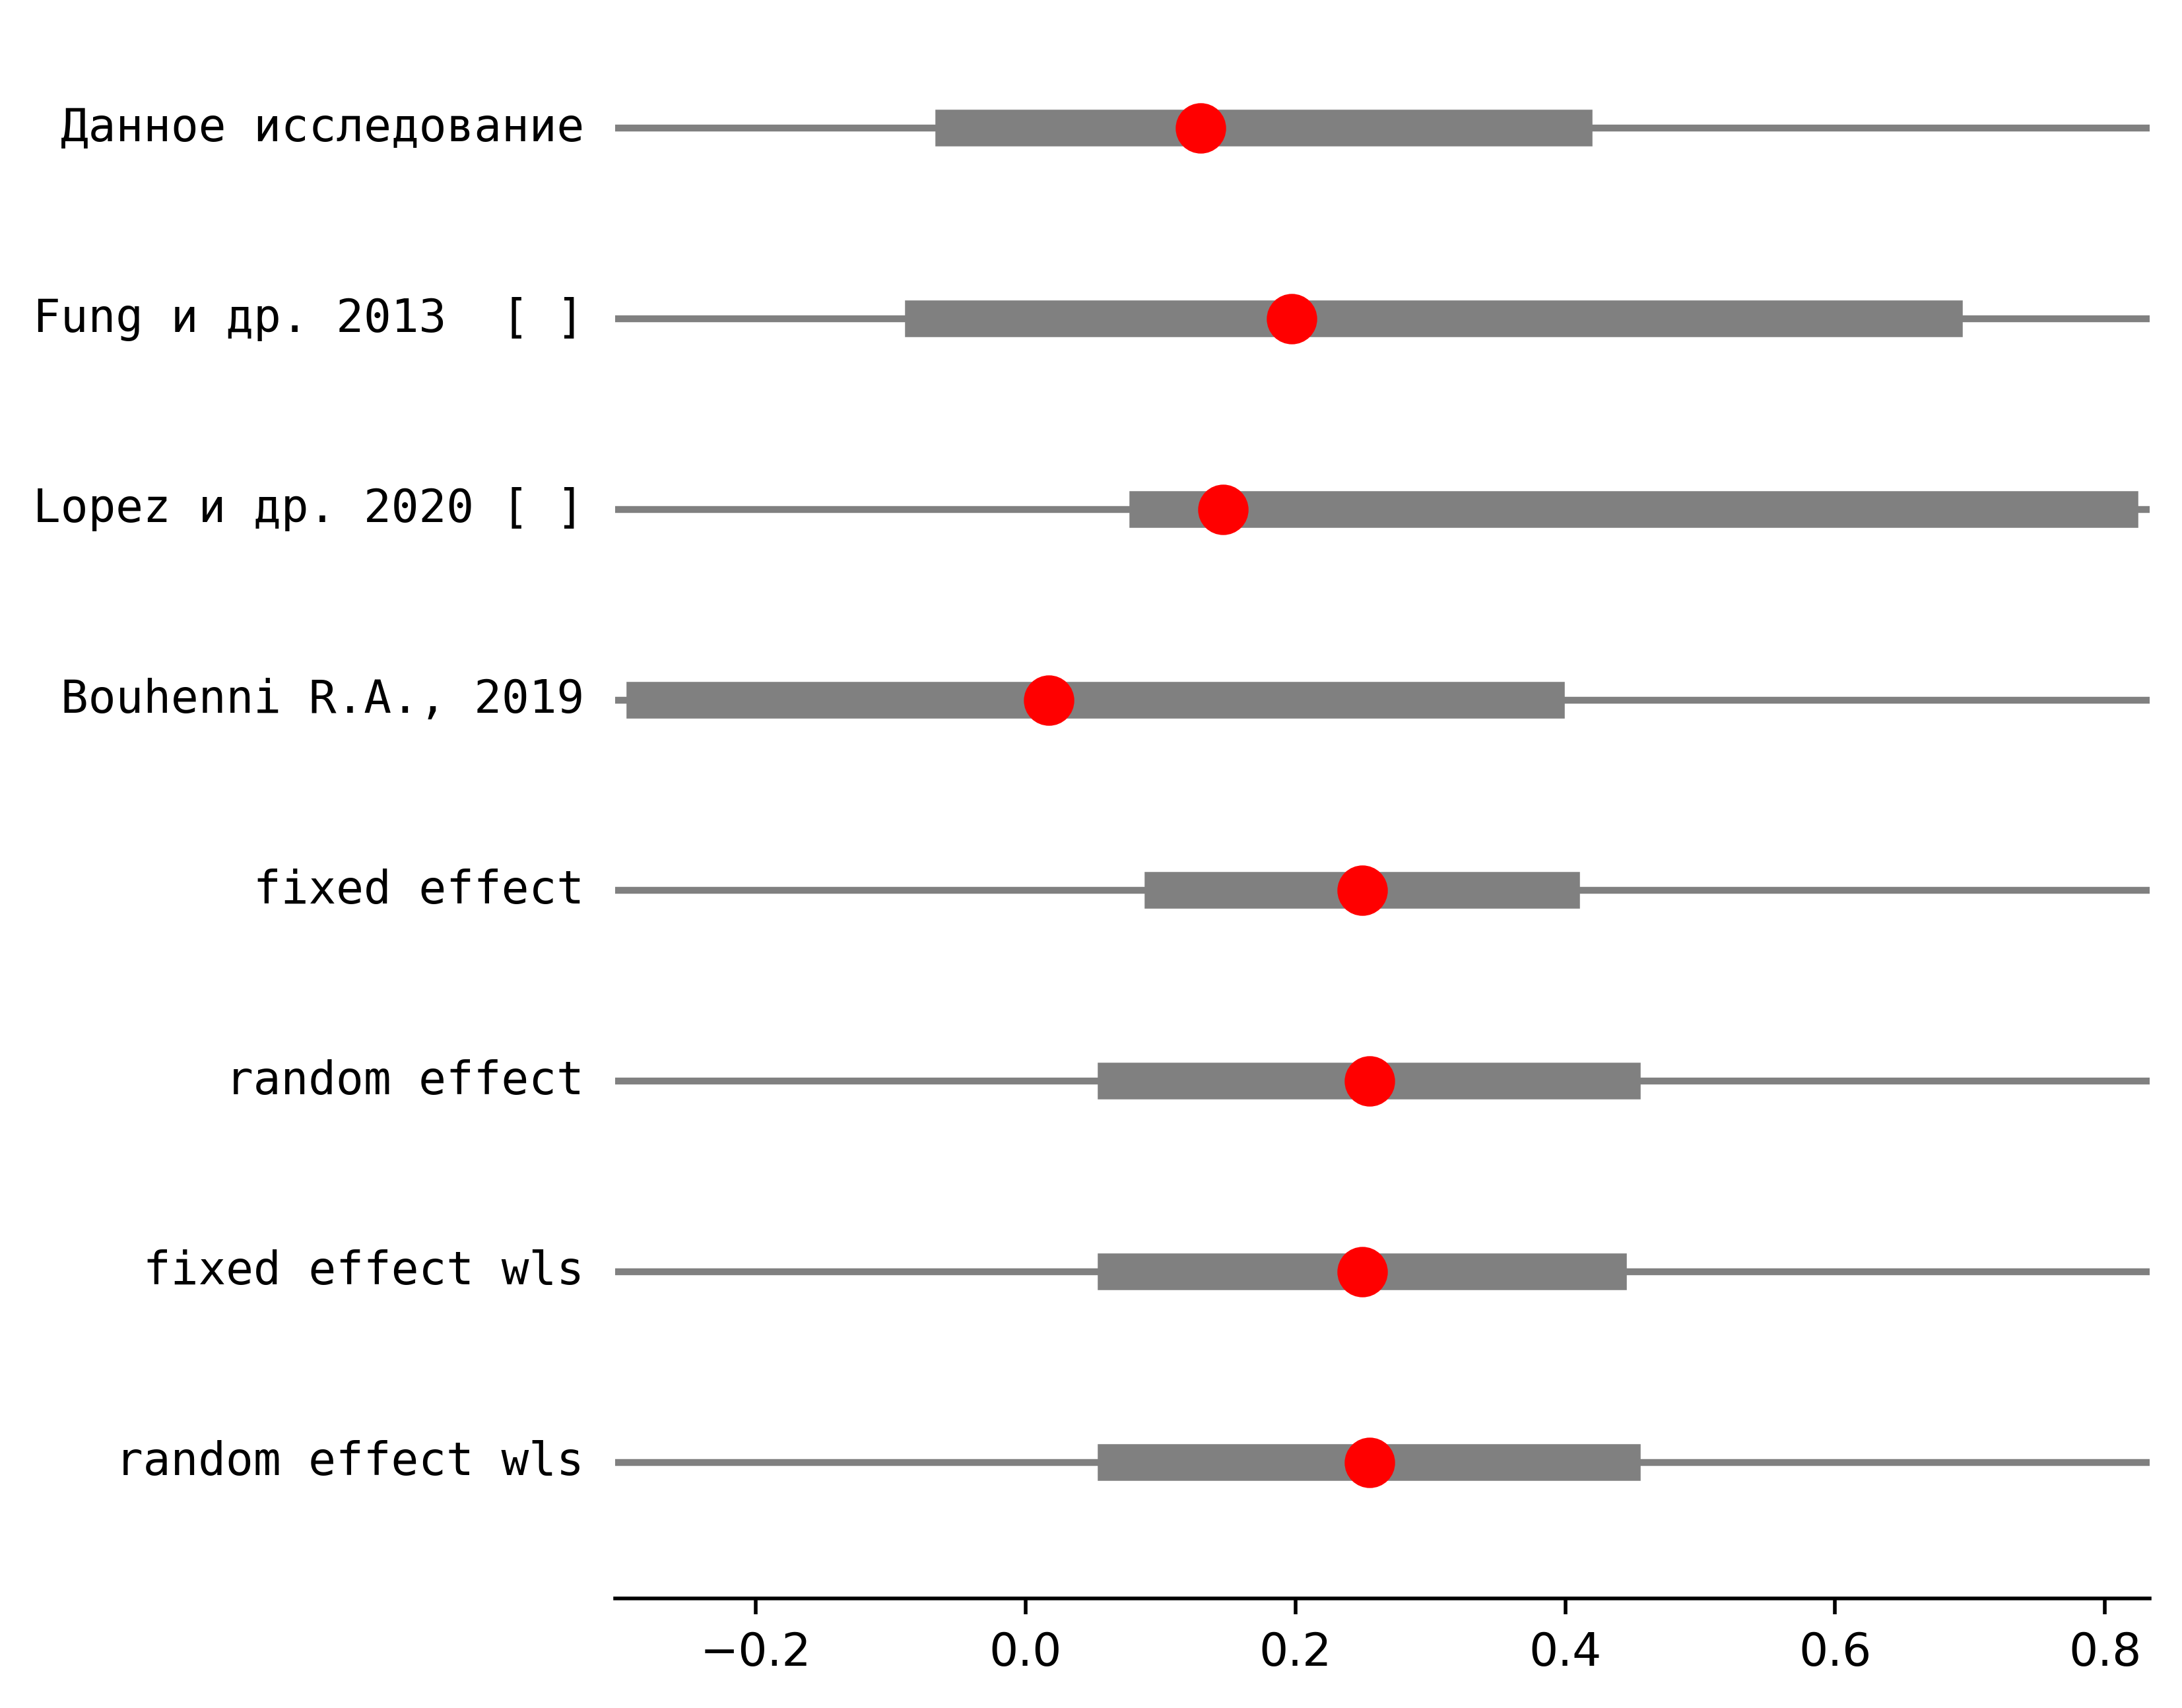 Данное исследование
Fung и др. 2013  [ ]
Lopez и др. 2020 [ ]
Bouhenni R.A., 2019
fixed effect
random effect
fixed effect wls
random effect wls
−0.2 0.0 0.2 0.4 0.6 0.8